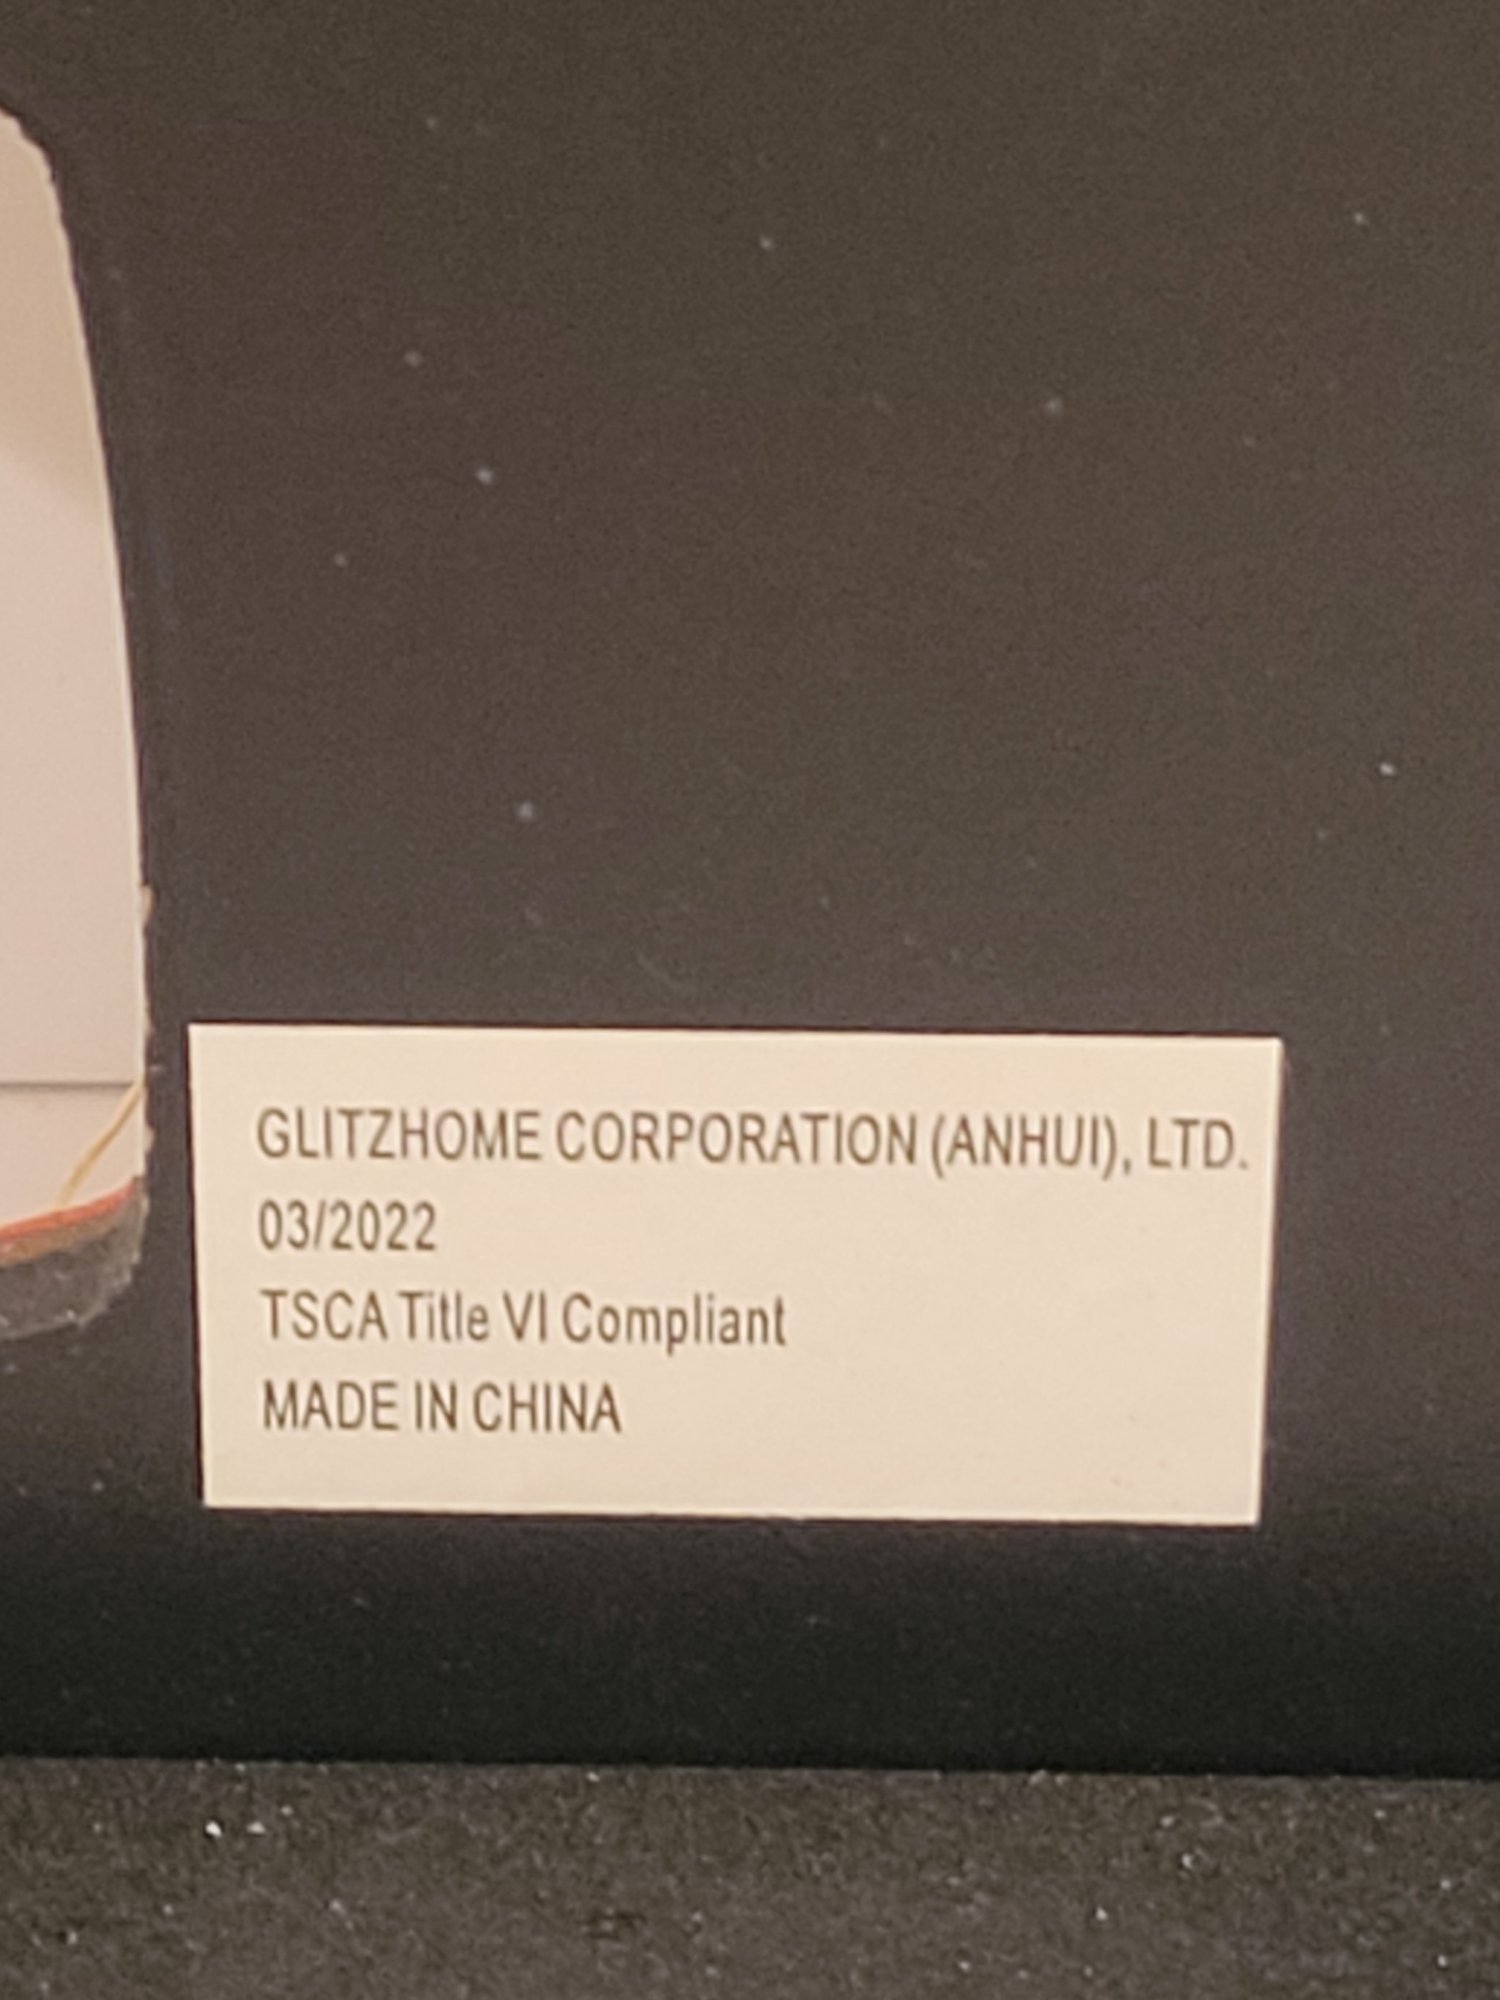 GLITZHOME CORPORATION (ANHUI), LTD.
03/2022
TSCA Title VI Compliant
MADE IN CHINA